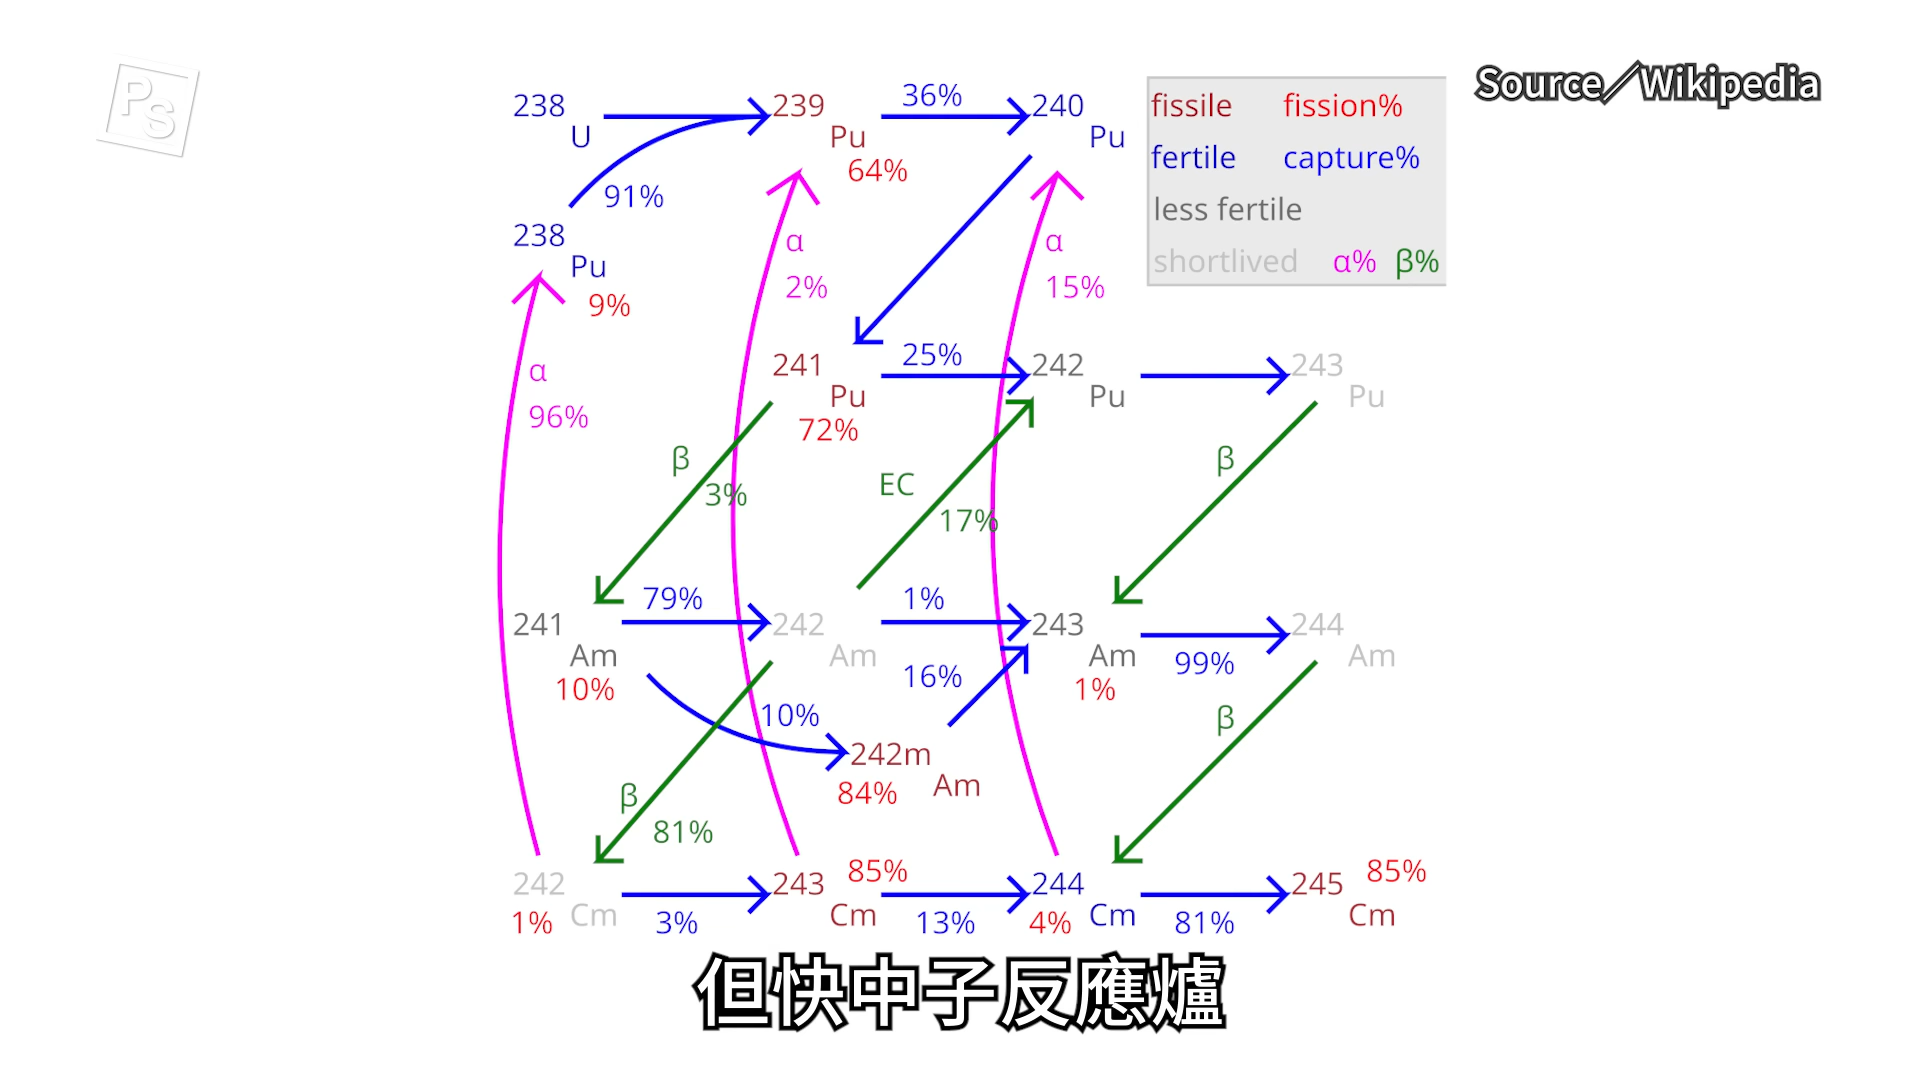 PS
Source／Wikipedia
238 U
239 Pu
64%
36%
240 Pu
91%
238 Pu
9%
fissile fission%
fertile capture%
less fertile
shortlived α% β%
α
96%
α
2%
α
15%
241 Pu
72%
25%
242 Pu
243 Pu
β
3%
EC
17%
β
241 Am
10%
79%
242 Am
1%
243 Am
1%
99%
244 Am
16%
10%
242m Am
84%
β
81%
β
242 Cm
1%
3%
243 Cm
85%
13%
244 Cm
4%
81%
245 Cm
85%
但快中子反應爐